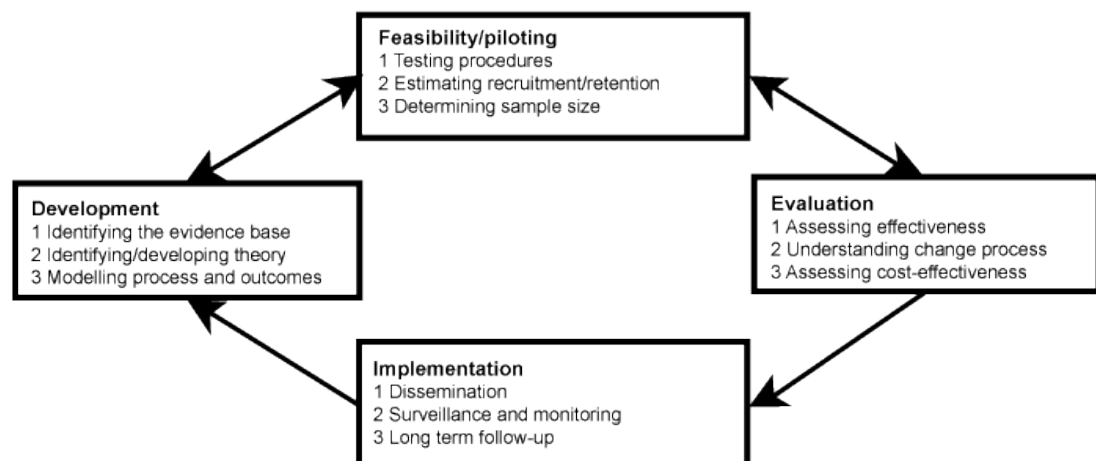 Feasibility/piloting
1 Testing procedures
2 Estimating recruitment/retention
3 Determining sample size
Development
1 Identifying the evidence base
2 Identifying/developing theory
3 Modelling process and outcomes
Evaluation
1 Assessing effectiveness
2 Understanding change process
3 Assessing cost-effectiveness
Implementation
1 Dissemination
2 Surveillance and monitoring
3 Long term follow-up